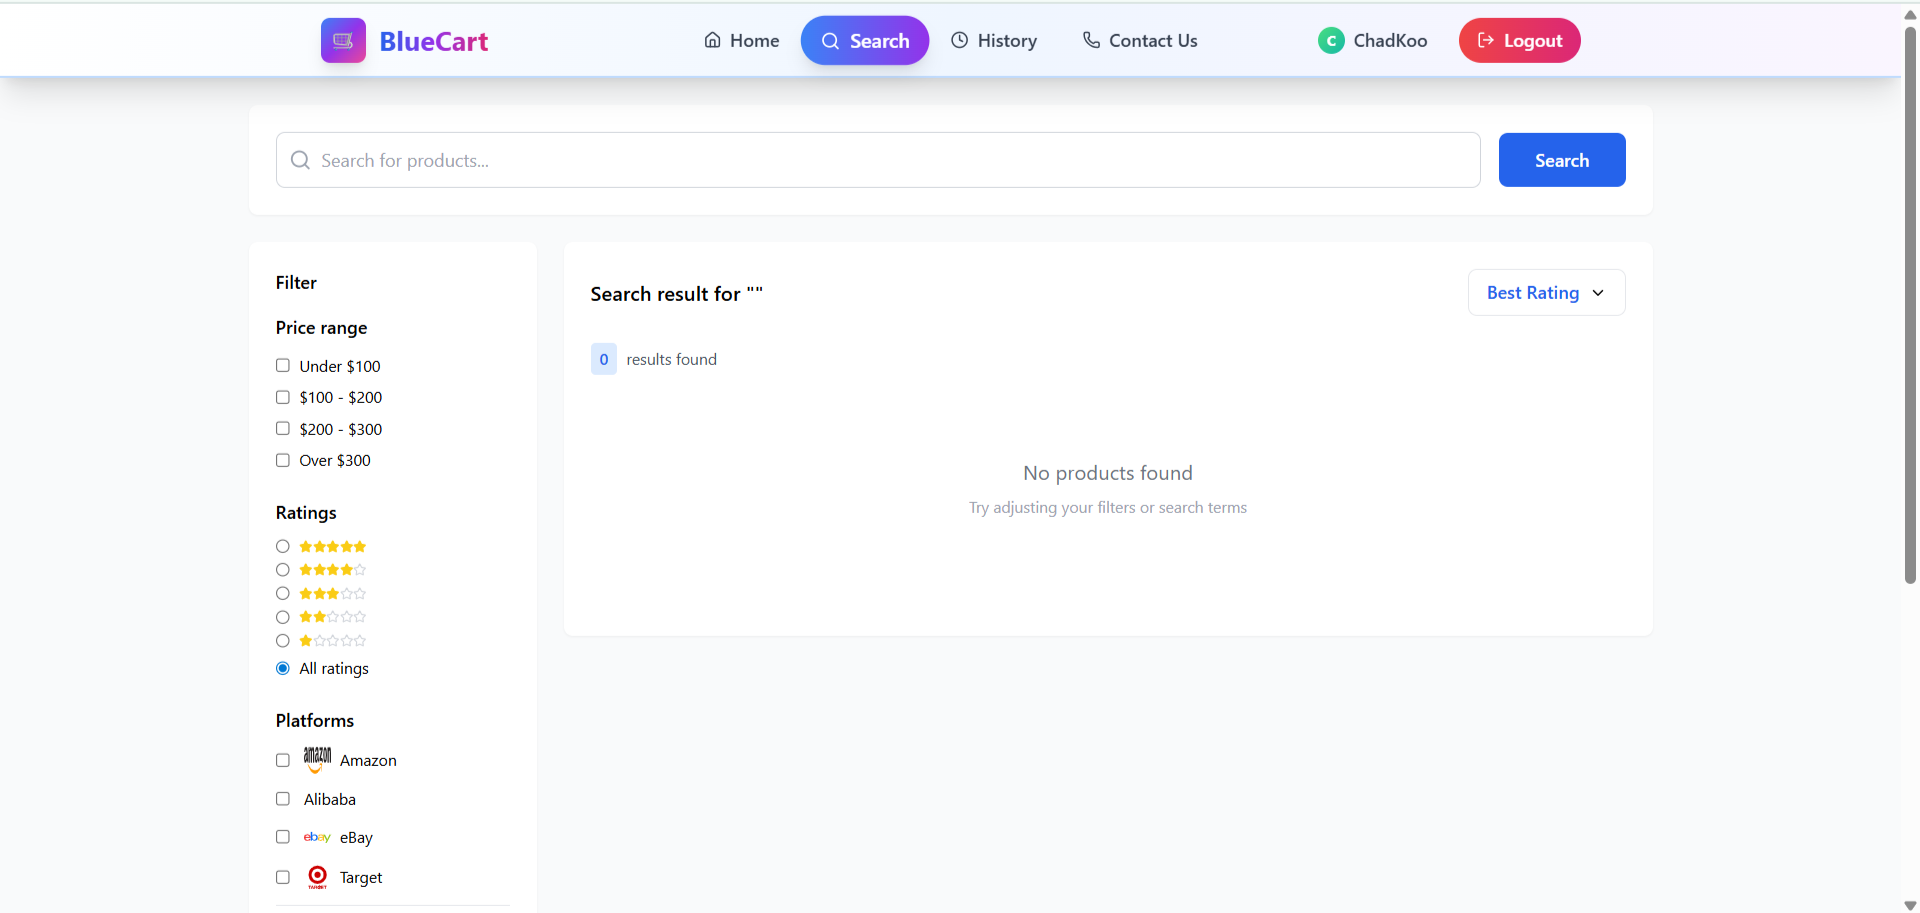 BlueCart
Home
Search
History
Contact Us
C
ChadKoo
Logout
Search for products...
Search
Filter
Price range
Under $100
$100 - $200
$200 - $300
Over $300
Ratings
All ratings
Platforms
amazon
Amazon
Alibaba
ebay
eBay
TARGET
Target
Search result for ""
Best Rating
0 results found
No products found
Try adjusting your filters or search terms